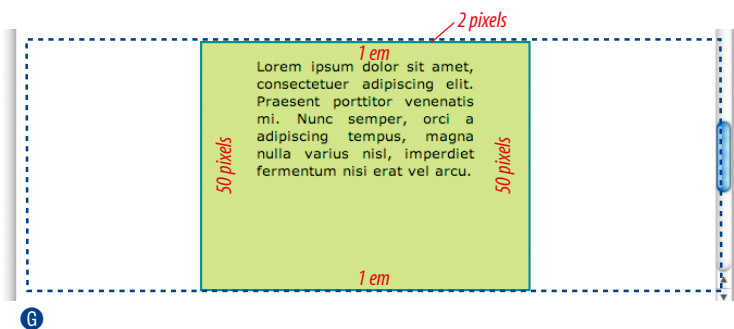 2 pixels
1 em
Lorem ipsum dolor sit amet,
consectetuer adipiscing elit.
Praesent porttitor venenatis
mi. Nunc semper, orci a
adipiscing tempus, magna
nulla varius nisl, imperdiet
fermentum nisi erat vel arcu.
50 pixels
50 pixels
1 em
G